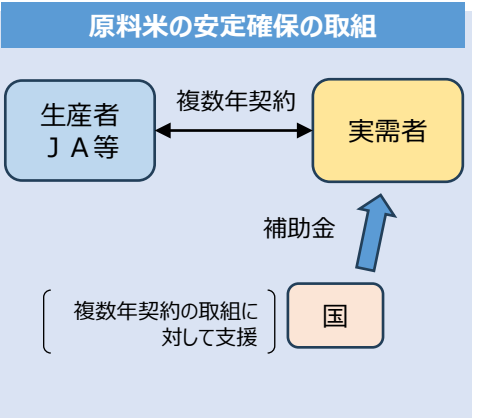 原料米の安定確保の取組
生産者
ＪＡ等
複数年契約
実需者
補助金
複数年契約の取組に
対して支援
国